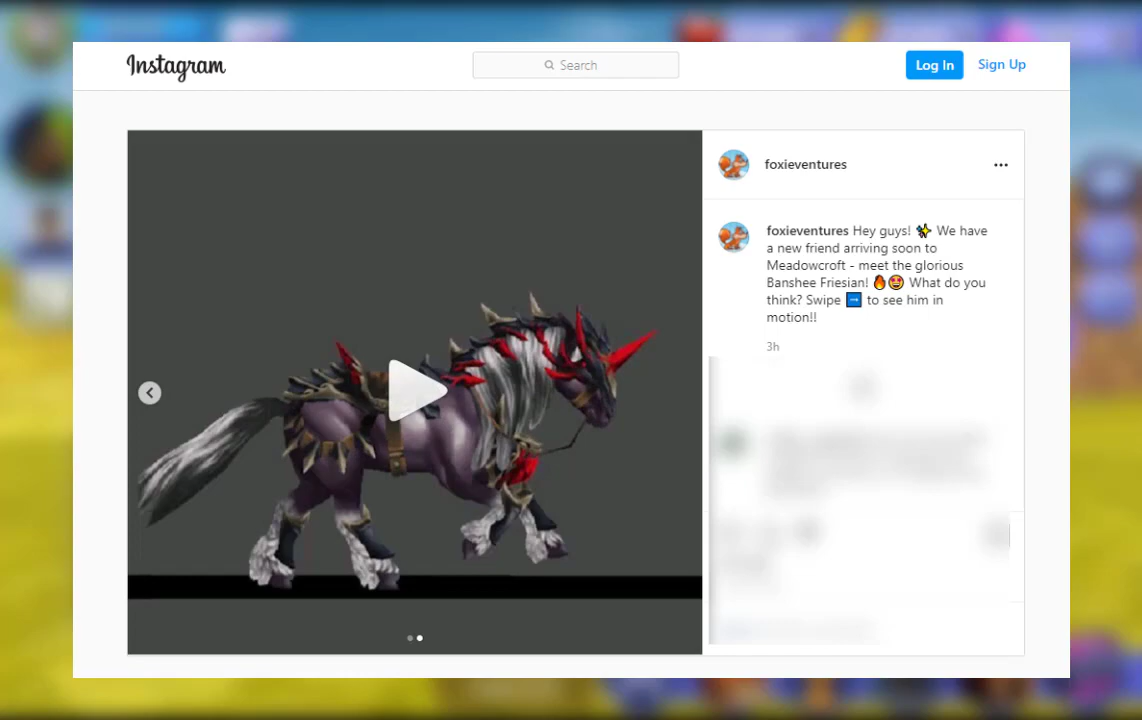 Instagram
Search
Log In
Sign Up
foxieventures
foxieventures Hey guys! ✨ We have
a new friend arriving soon to
Meadowcroft - meet the glorious
Banshee Friesian! 🔥🤩 What do you
think? Swipe ➡️ to see him in
motion!!
3h